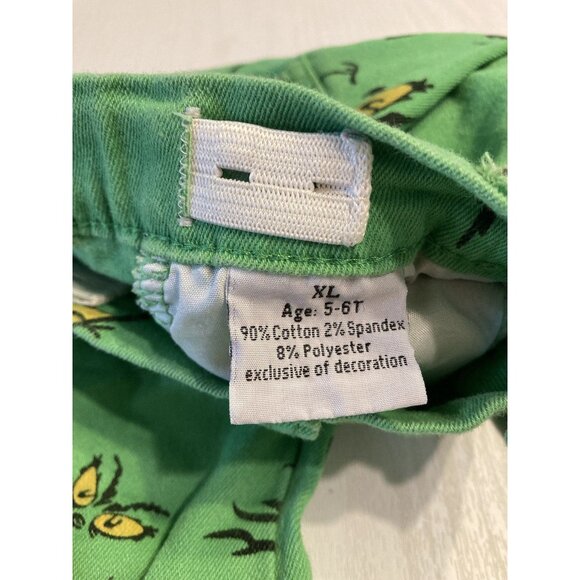 XL
Age: 5-6T
90% Cotton 2% Spandex
8% Polyester
exclusive of decoration